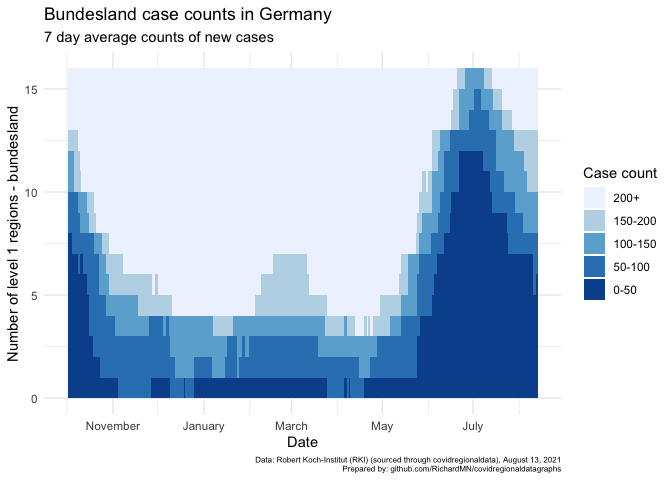 Bundesland case counts in Germany
7 day average counts of new cases
Number of level 1 regions - bundesland
15
10
5
0
November
January
March
May
July
Date
Case count
200+
150-200
100-150
50-100
0-50
Data: Robert Koch-Institut (RKI) (sourced through covidregionaldata), August 13, 2021
Prepared by: github.com/RichardMN/covidregionaldatagraphs